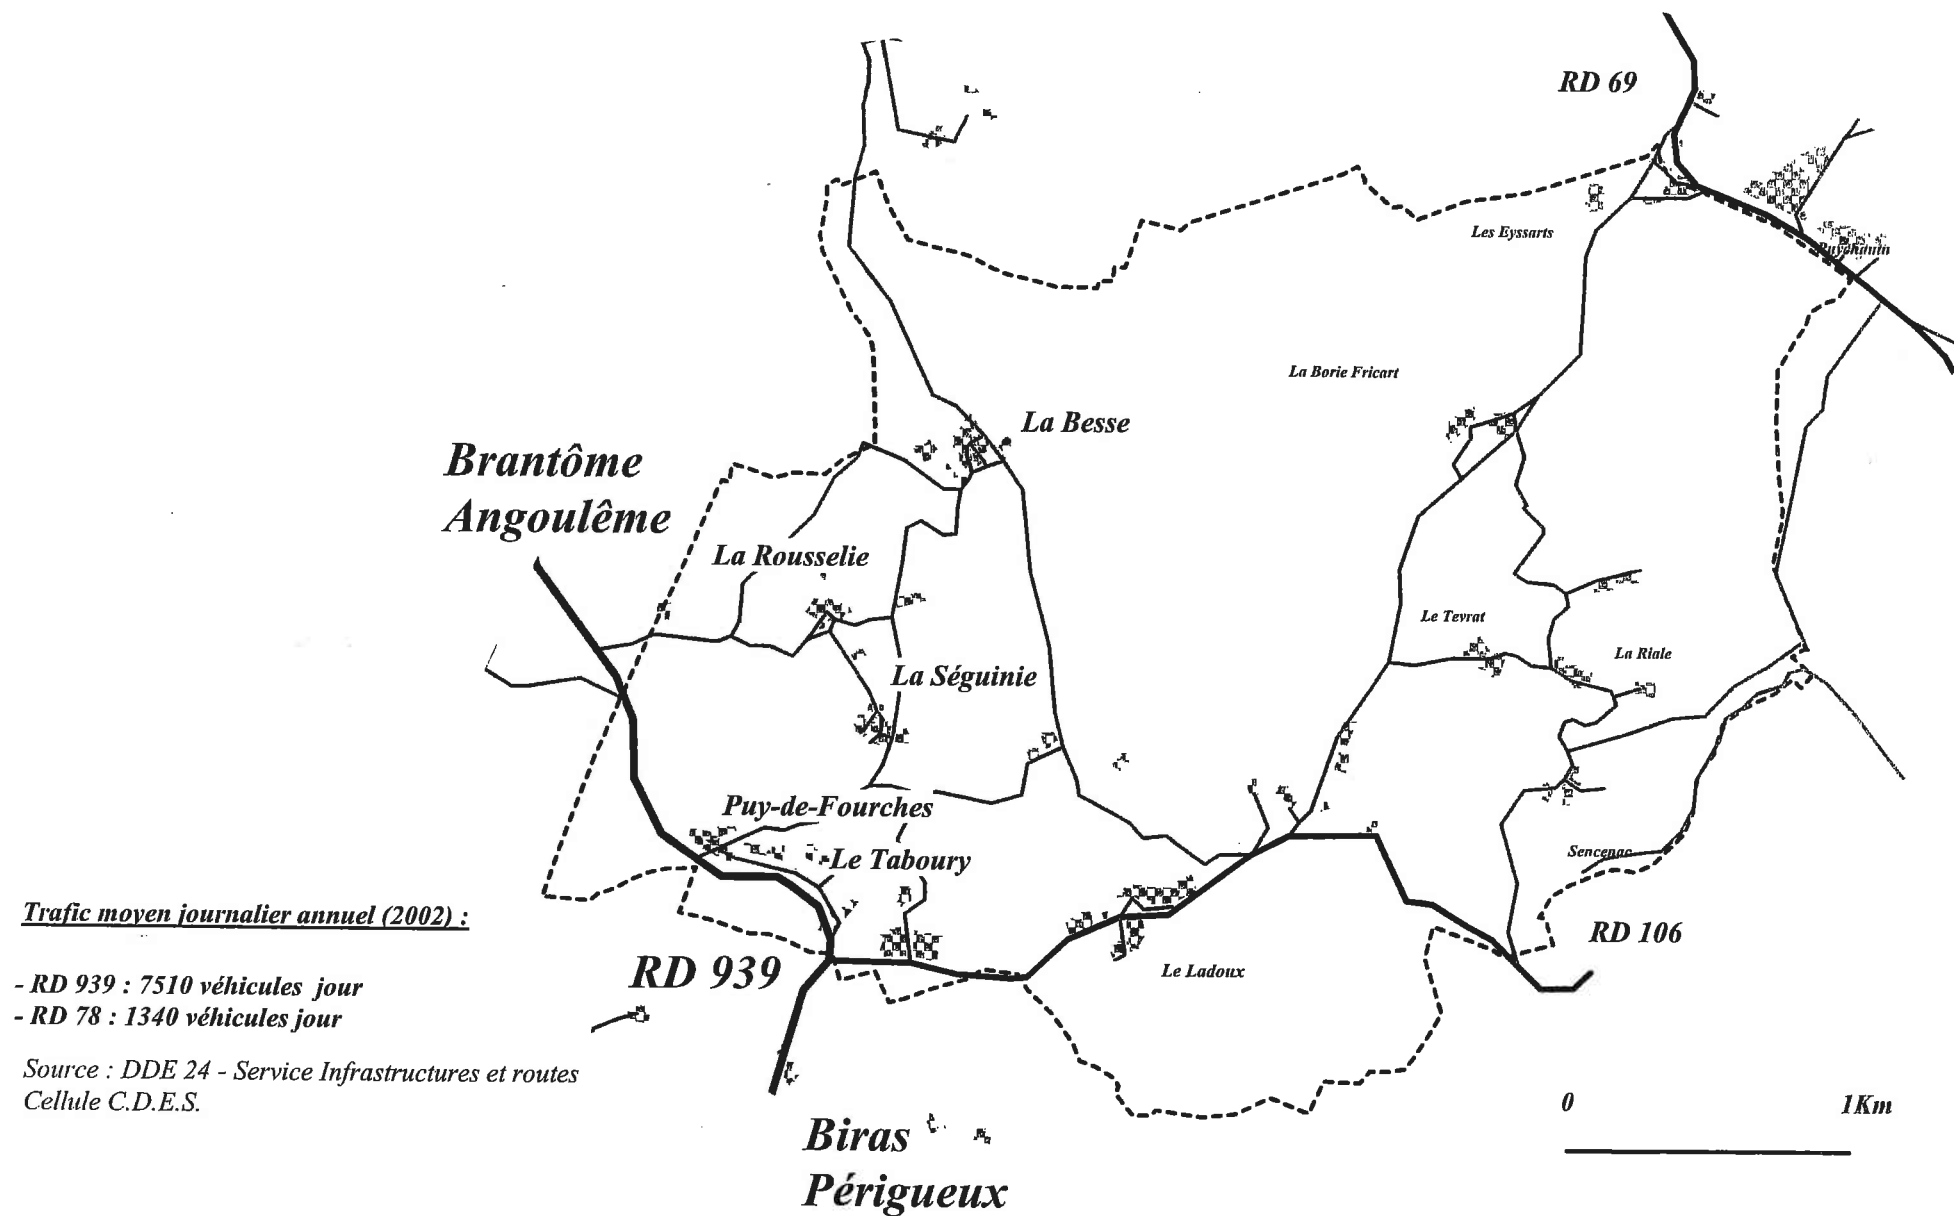 RD 69
Les Eyssarts
La Borie Fricart
La Besse
Brantôme
Angoulême
La Rousselie
Le Teyrat
La Riale
La Séguinie
Puy-de-Fourches
Le Taboury
Sencenac
Trafic moyen journalier annuel (2002) :
RD 106
RD 939
Le Ladoux
- RD 939 : 7510 véhicules jour
- RD 78 : 1340 véhicules jour
Source : DDE 24 - Service Infrastructures et routes
Cellule C.D.E.S.
0 1Km
Biras
Périgueux